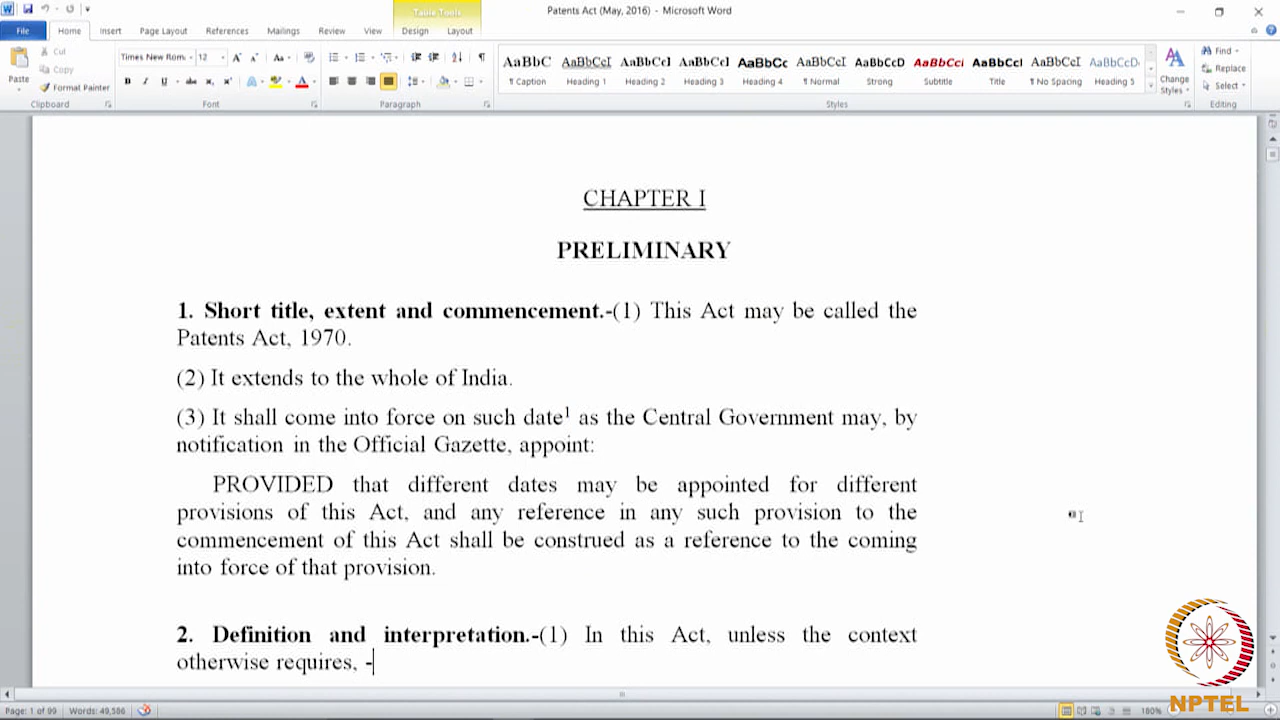 Table Tools
Patents Act (May, 2016) - Microsoft Word
File Home Insert Page Layout References Mailings Review View Design Layout
Cut
Copy
Format Painter
Paste
Clipboard
Times New Rom 12
Font
Paragraph
AaBbC AaBbCcI AaBbCcI AaBbCcI AaBbCc AaBbCcI AaBbCcD AaBbCci AaBbCcI AaBbCcI AaBbCcD
¶ Caption Heading 1 Heading 2 Heading 3 Heading 4 ¶ Normal Strong Subtitle Title ¶ No Spacing Heading 5
Styles
Change
Styles
Find
Replace
Select
Editing
CHAPTER I
PRELIMINARY
1. Short title, extent and commencement.-(1) This Act may be called the
Patents Act, 1970.
(2) It extends to the whole of India.
(3) It shall come into force on such date1 as the Central Government may, by
notification in the Official Gazette, appoint:
PROVIDED that different dates may be appointed for different
provisions of this Act, and any reference in any such provision to the
commencement of this Act shall be construed as a reference to the coming
into force of that provision.
2. Definition and interpretation.-(1) In this Act, unless the context
otherwise requires, -
NPTEL
Page: 1 of 99 Words: 49,586
180%